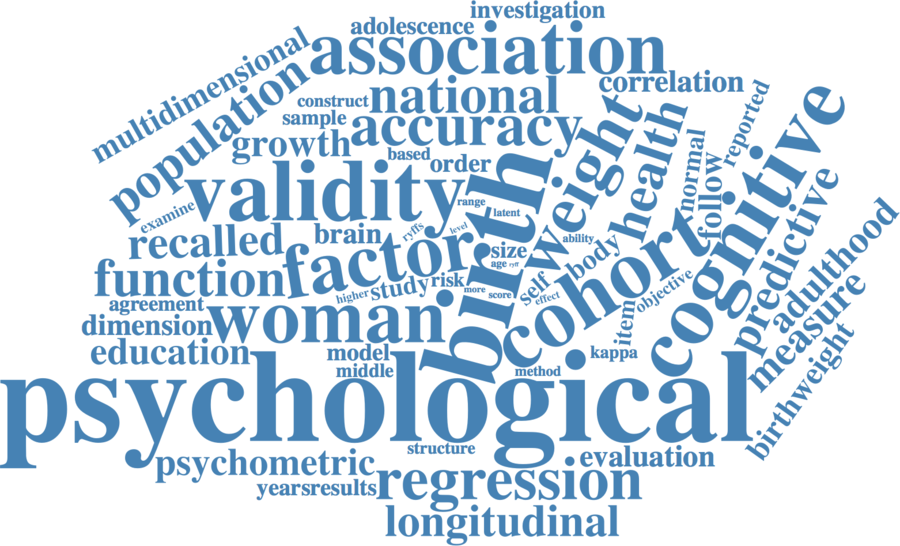 investigation
adolescence
association
multidimensional
population
construct
national
correlation
sample
accuracy
growth
based
order
weight
health
reported
cognitive
validity
birth
range
latent
normal
follow
examine
recalled
brain
factor
ryffs
level
size
ability
age
ryff
body
cohort
predictive
adulthood
function
higher
study
risk
more
score
self
effect
item
objective
agreement
woman
dimension
education
model
middle
kappa
measure
birthweight
method
psychological
structure
psychometric
evaluation
yearsresults
regression
longitudinal